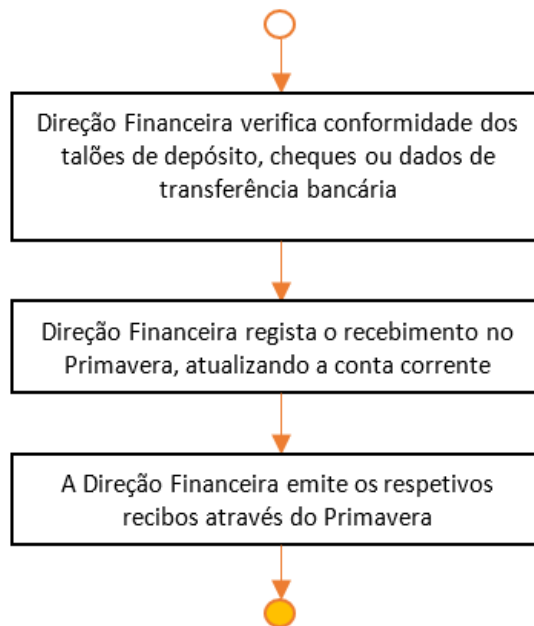 Direção Financeira verifica conformidade dos
talões de depósito, cheques ou dados de
transferência bancária
Direção Financeira regista o recebimento no
Primavera, atualizando a conta corrente
A Direção Financeira emite os respetivos
recibos através do Primavera